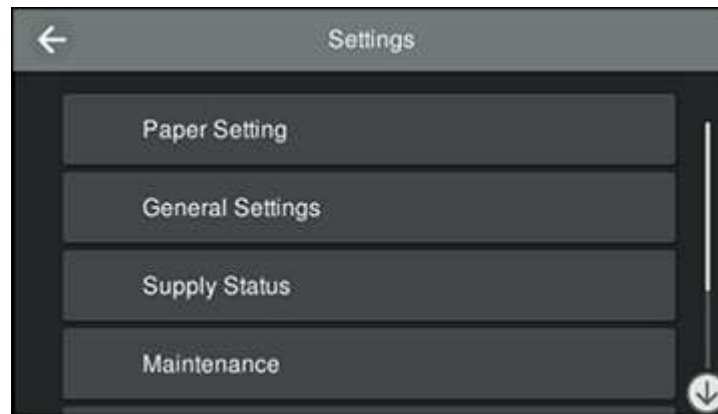 Settings
Paper Setting
General Settings
Supply Status
Maintenance